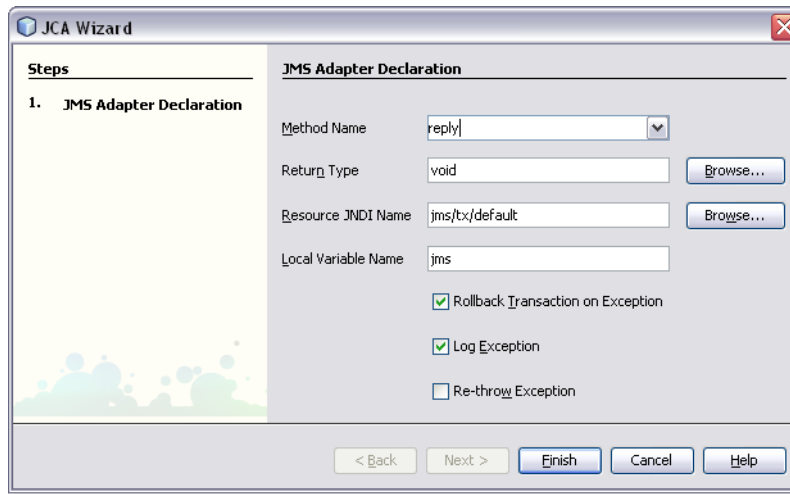 JCA Wizard
Steps
1. JMS Adapter Declaration
JMS Adapter Declaration
Method Name reply
Return Type void Browse...
Resource JNDI Name jms/tx/default Browse...
Local Variable Name jms
Rollback Transaction on Exception
Log Exception
Re-throw Exception
< Back Next > Finish Cancel Help